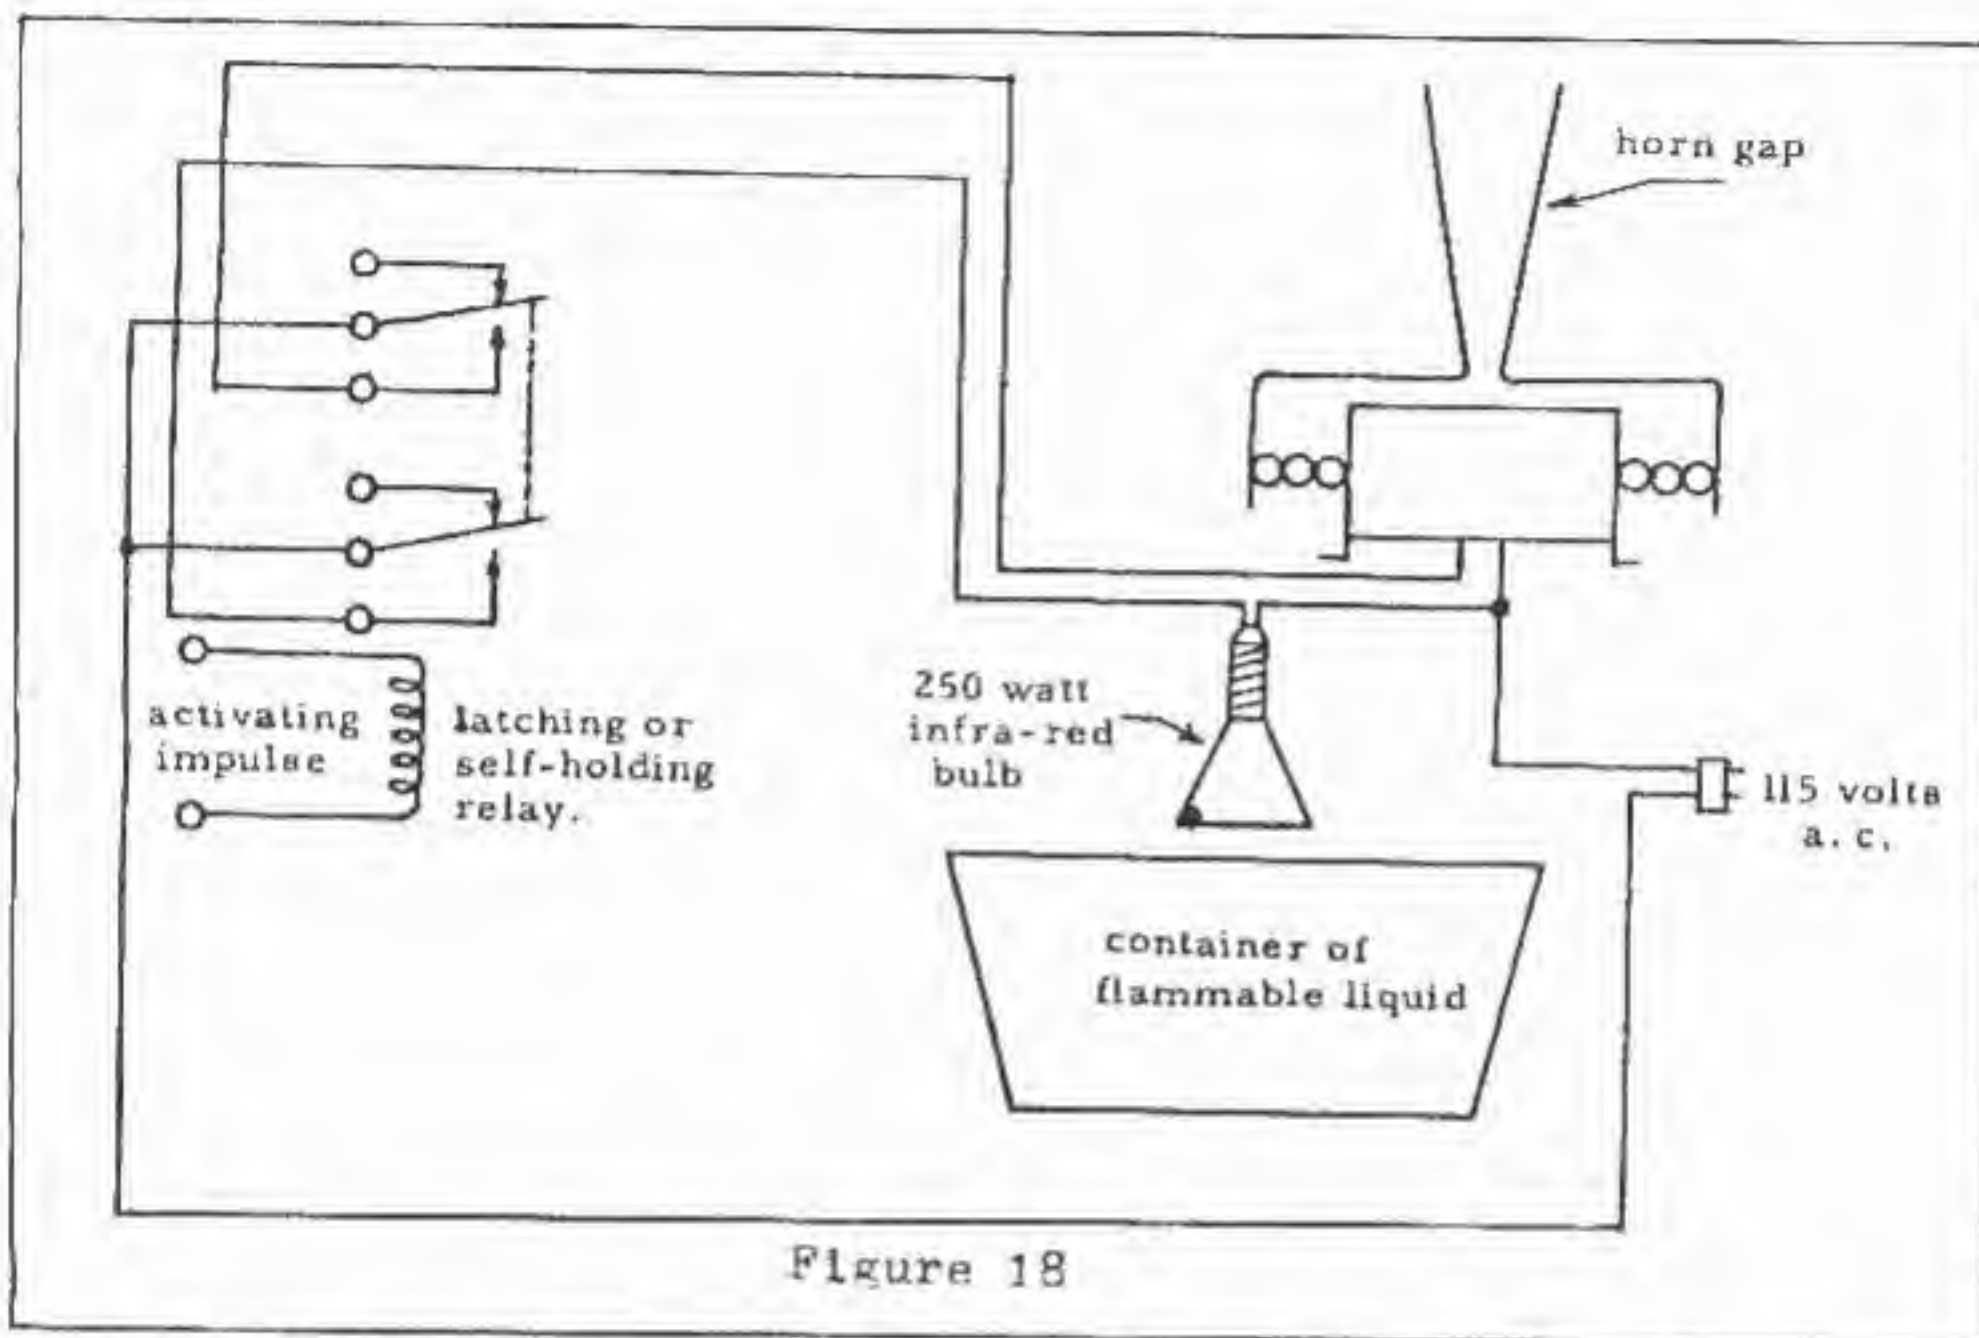 horn gap
activating
impulse
latching or
self-holding
relay.
250 watt
infra-red
bulb
115 volts
a. c.
container of
flammable liquid
Figure 18